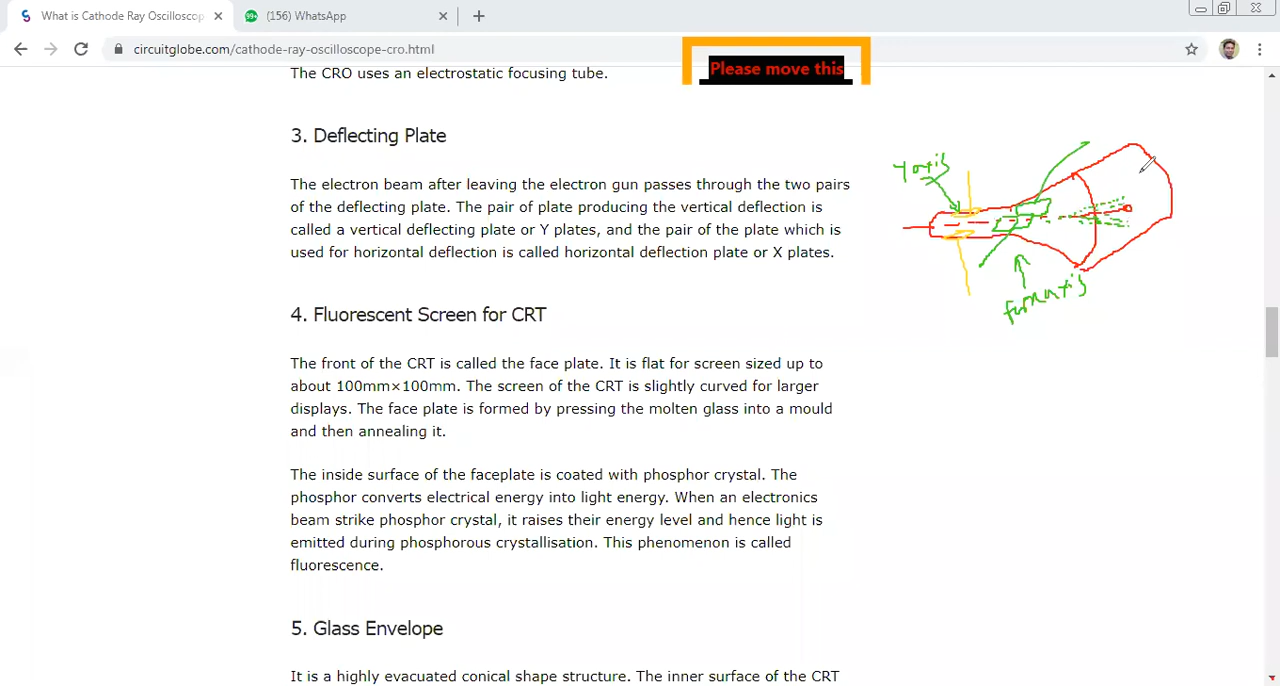 What is Cathode Ray Oscilloscop
(156) WhatsApp
99+
circuitglobe.com/cathode-ray-oscilloscope-cro.html
The CRO uses an electrostatic focusing tube.
Please move this
3. Deflecting Plate
The electron beam after leaving the electron gun passes through the two pairs
of the deflecting plate. The pair of plate producing the vertical deflection is
called a vertical deflecting plate or Y plates, and the pair of the plate which is
used for horizontal deflection is called horizontal deflection plate or X plates.
Y axis
for x axis
4. Fluorescent Screen for CRT
The front of the CRT is called the face plate. It is flat for screen sized up to
about 100mm×100mm. The screen of the CRT is slightly curved for larger
displays. The face plate is formed by pressing the molten glass into a mould
and then annealing it.
The inside surface of the faceplate is coated with phosphor crystal. The
phosphor converts electrical energy into light energy. When an electronics
beam strike phosphor crystal, it raises their energy level and hence light is
emitted during phosphorous crystallisation. This phenomenon is called
fluorescence.
5. Glass Envelope
It is a highly evacuated conical shape structure. The inner surface of the CRT